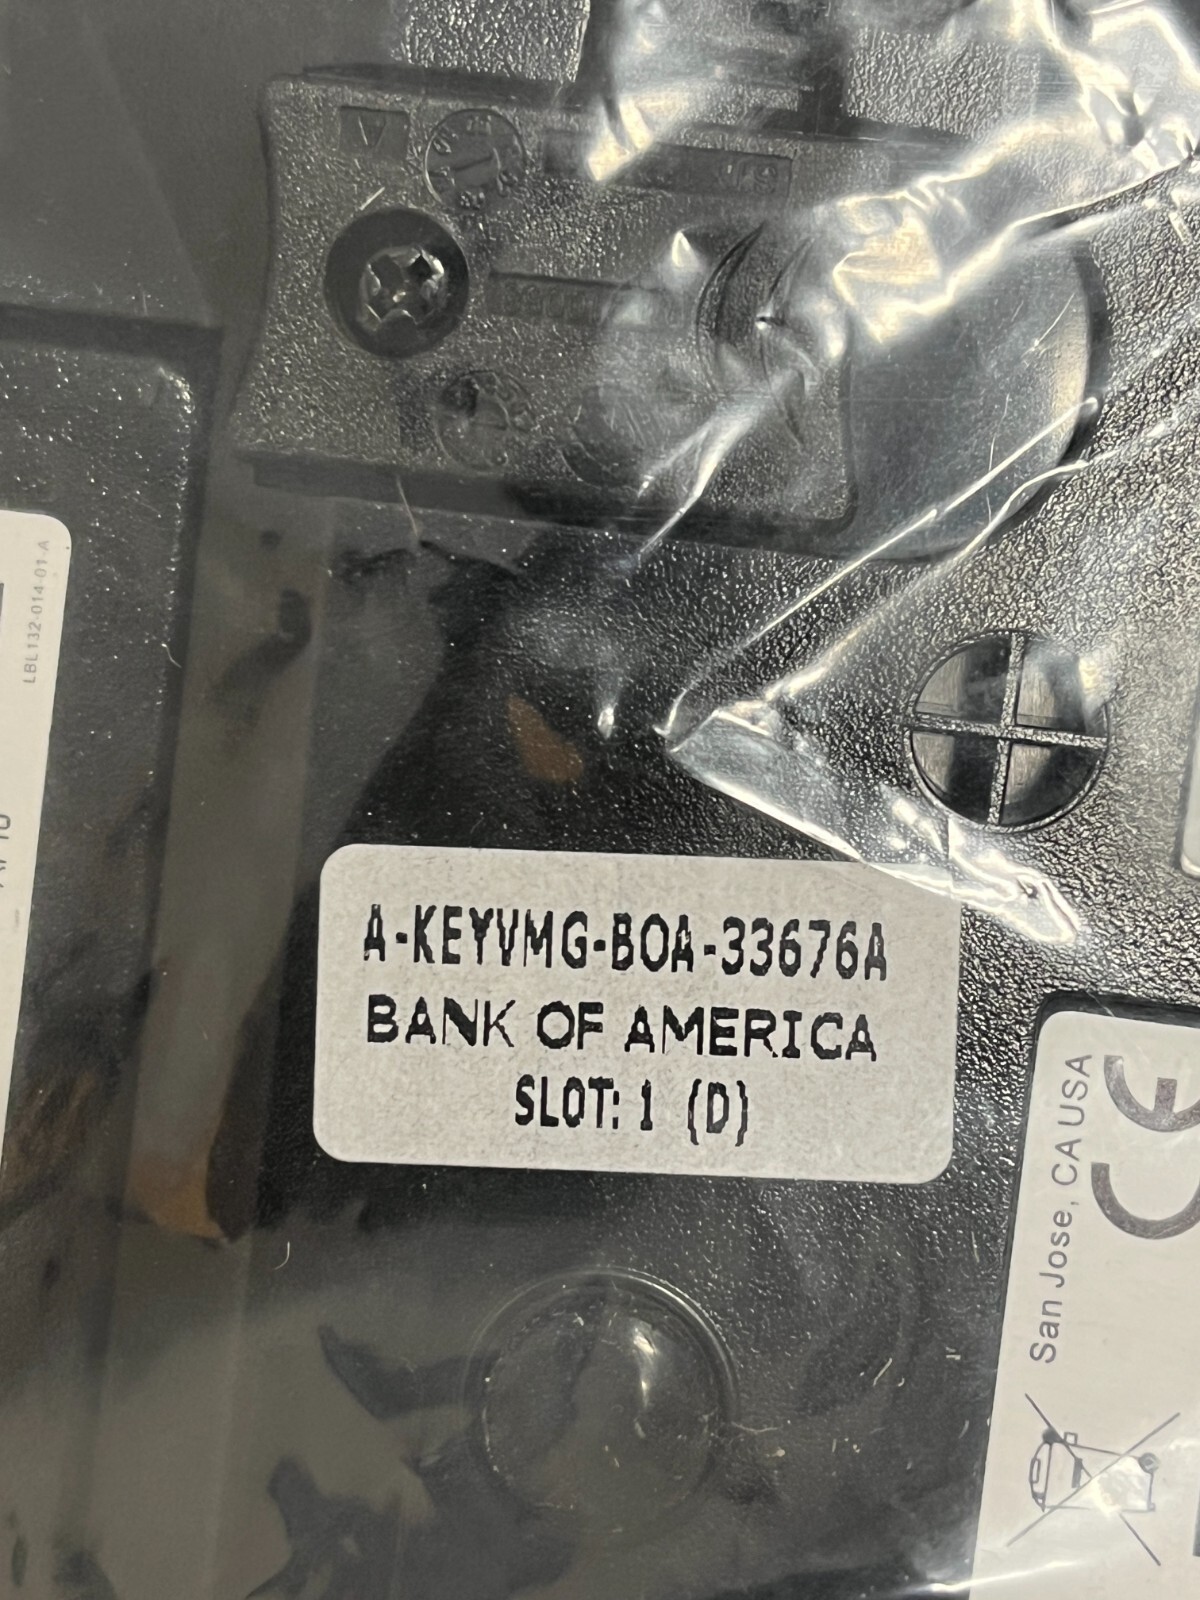 LBL132-014-01-A
A-KEYVMG-BOA-33676A
BANK OF AMERICA
SLOT: 1 (D)
San Jose, CA USA
CE